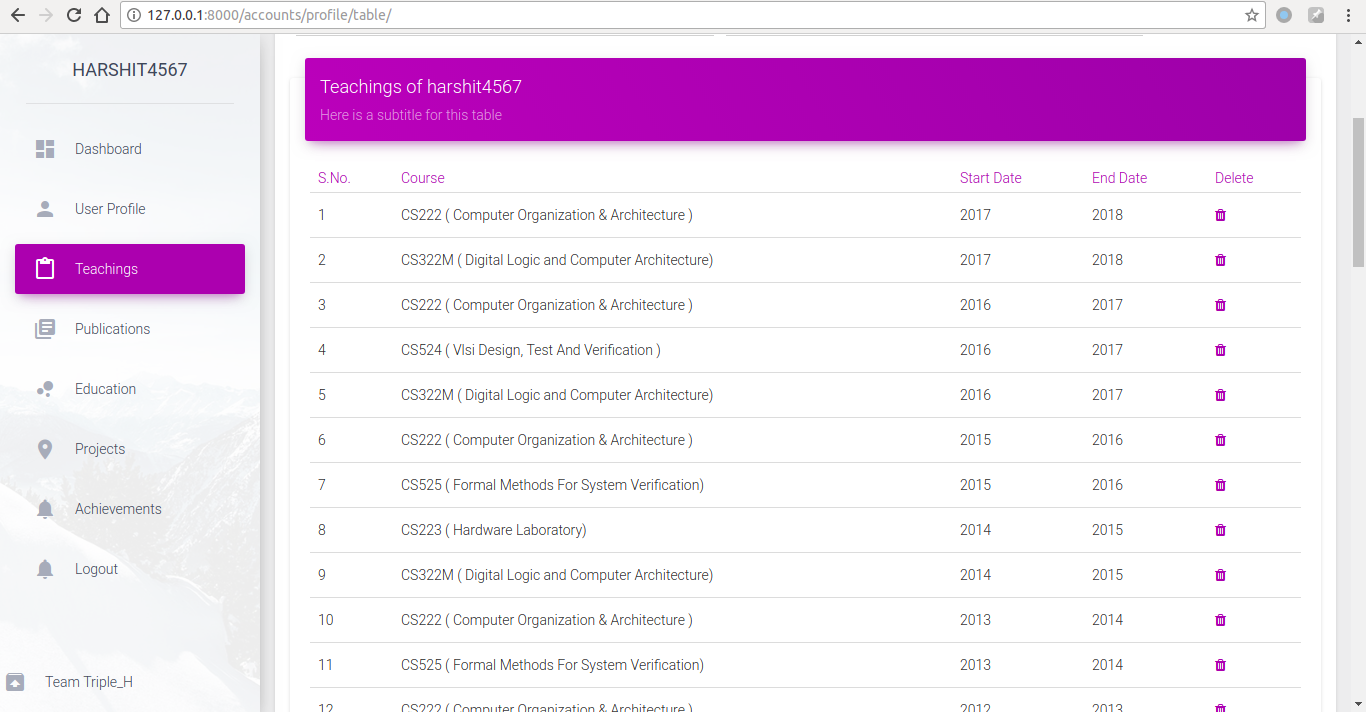 127.0.0.1:8000/accounts/profile/table/
HARSHIT4567
Dashboard
User Profile
Teachings
Publications
Education
Projects
Achievements
Logout
Team Triple_H
Teachings of harshit4567
Here is a subtitle for this table
S.No. Course Start Date End Date Delete
1 CS222 ( Computer Organization & Architecture ) 2017 2018
2 CS322M ( Digital Logic and Computer Architecture) 2017 2018
3 CS222 ( Computer Organization & Architecture ) 2016 2017
4 CS524 ( Vlsi Design, Test And Verification ) 2016 2017
5 CS322M ( Digital Logic and Computer Architecture) 2016 2017
6 CS222 ( Computer Organization & Architecture ) 2015 2016
7 CS525 ( Formal Methods For System Verification) 2015 2016
8 CS223 ( Hardware Laboratory) 2014 2015
9 CS322M ( Digital Logic and Computer Architecture) 2014 2015
10 CS222 ( Computer Organization & Architecture ) 2013 2014
11 CS525 ( Formal Methods For System Verification) 2013 2014
12 CS222 ( Computer Organization & Architecture ) 2012 2013